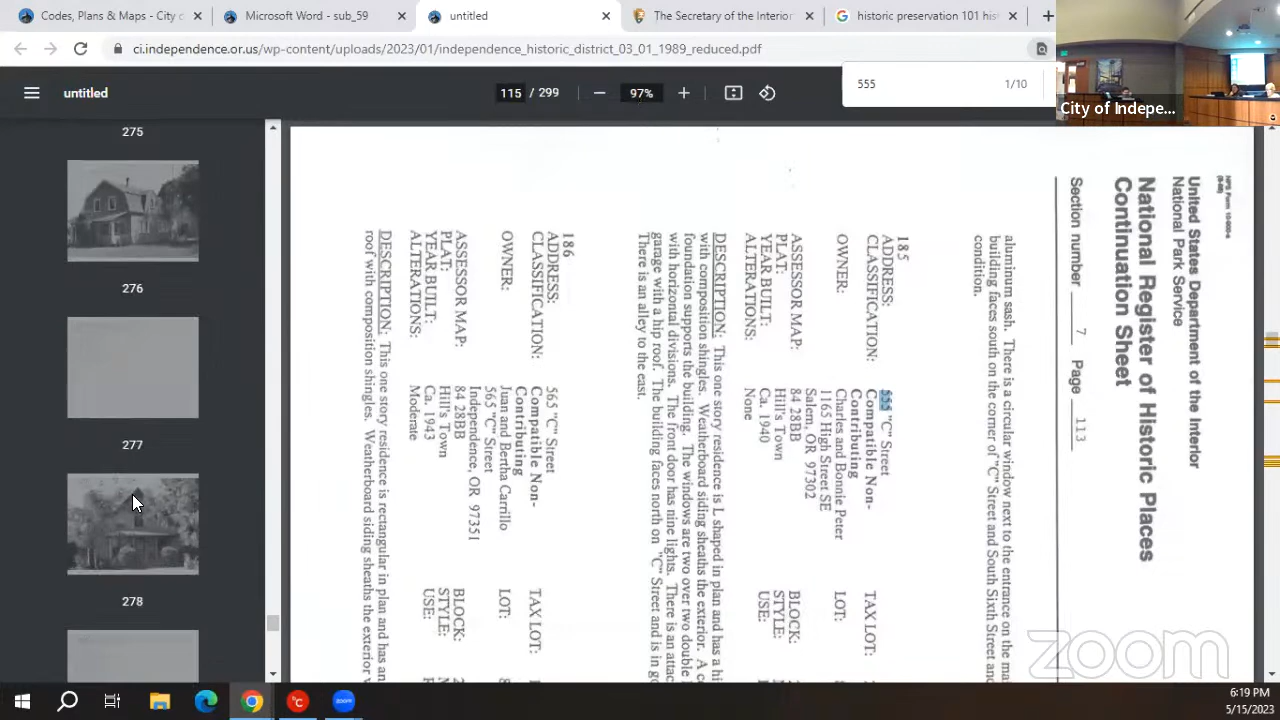 Codes, Plans & Maps: City c
Microsoft Word - sub_59
untitled
The Secretary of the Interior
historic preservation 101 his
ci.independence.or.us/wp-content/uploads/2023/01/independence_historic_district_03_01_1989_reduced.pdf
untitled
115 / 299
97%
555
1/10
City of Indepe...
275
276
277
278
NPS Form 10-900-a
United States Department of the Interior
National Park Service
National Register of Historic Places
Continuation Sheet
Section number 7 Page 113
aluminum sash. There is a circular window next to the entrance on the ma
building faces south on the corner of "C" Street and South Sixth Street and
condition.
185
ADDRESS: 555 "C" Street
CLASSIFICATION: Compatible Non- TAX LOT:
Contributing
OWNER: Charles and Bonnie Peter LOT:
1165 High Street SE
Salem, OR 97302
ASSESSOR MAP: 84 28BB BLOCK:
PLAT: Hill's Town STYLE:
YEAR BUILT: Ca. 1940 USE:
ALTERATIONS: None
DESCRIPTION: This one story residence is L shaped in plan and has a hi
with composition shingles. Weatherboard siding sheaths the exterior. A co
foundation supports the building. The windows are two over two double
with horizontal divisions. The front door has nine lights. There is an attac
garage with a hip roof. The building faces north on "C" Street and is in go
There is an alley to the east.
186
ADDRESS: 565 "C" Street
CLASSIFICATION: Compatible Non- TAX LOT:
Contributing
OWNER: Juan and Bertha Carrillo LOT:
565 "C" Street
Independence, OR 97351
ASSESSOR MAP: 84 28BB BLOCK:
PLAT: Hill's Town STYLE:
YEAR BUILT: Ca. 1943 USE:
ALTERATIONS: Moderate
DESCRIPTION: This one story residence is rectangular in plan and has an
roof with composition shingles. Weatherboard siding sheaths the exterior
zoom
6:19 PM
5/15/2023